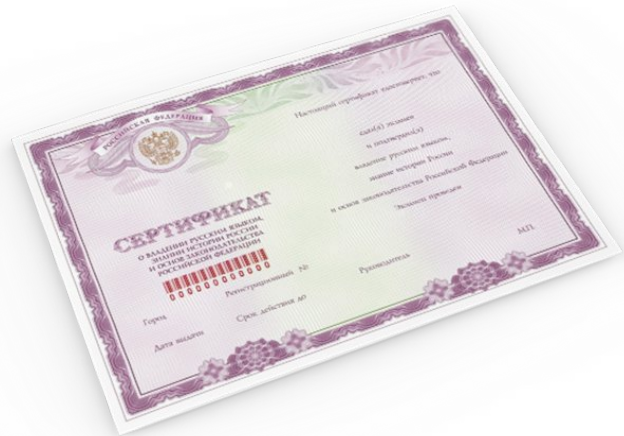 РОССИЙСКАЯ ФЕДЕРАЦИЯ
СЕРТИФИКАТ
О ВЛАДЕНИИ РУССКИМ ЯЗЫКОМ,
ЗНАНИИ ИСТОРИИ РОССИИ
И ОСНОВ ЗАКОНОДАТЕЛЬСТВА
РОССИЙСКОЙ ФЕДЕРАЦИИ
000000000000
Регистрационный №
Город
Срок действия до
Дата выдачи
Настоящий сертификат удостоверяет, что
сдал(а) экзамен
и подтвердил(а)
владение русским языком,
знание истории России
и основ законодательства Российской Федерации
Экзамен проведен
Руководитель
М.П.